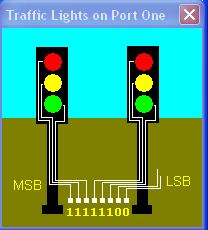 Traffic Lights on Port One
MSB
LSB
11111100